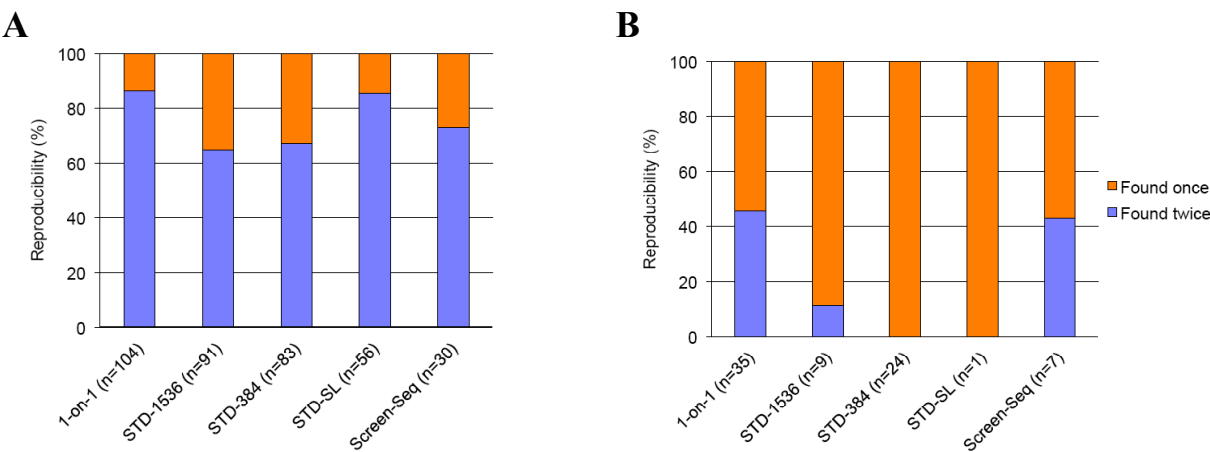 A
Reproducibility (%)
100
80
60
40
20
0
1-on-1 (n=104)
STD-1536 (n=91)
STD-384 (n=83)
STD-SL (n=56)
Screen-Seq (n=30)
B
Reproducibility (%)
100
80
60
40
20
0
1-on-1 (n=35)
STD-1536 (n=9)
STD-384 (n=24)
STD-SL (n=1)
Screen-Seq (n=7)
Found once
Found twice